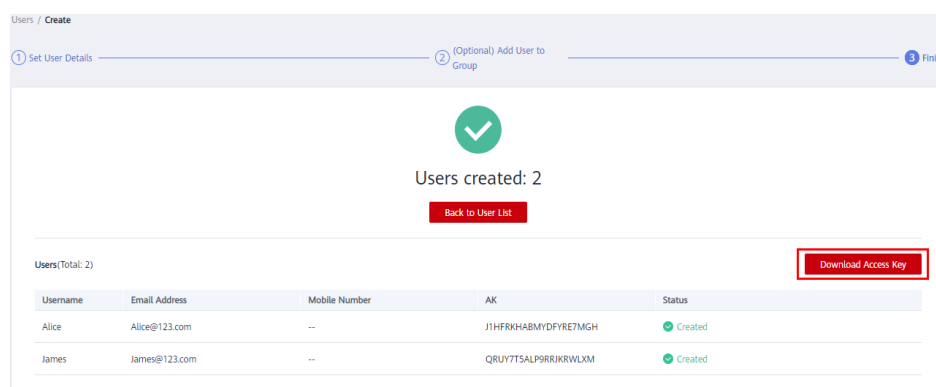 Users / Create
1 Set User Details
2 (Optional) Add User to
Group
3 Fini
Users created: 2
Back to User List
Users(Total: 2)
Download Access Key
Username Email Address Mobile Number AK Status
Alice Alice@123.com -- J1HFRKHABMYDFYRE7MGH Created
James James@123.com -- QRUY7T5ALP9RRJKRWLXM Created